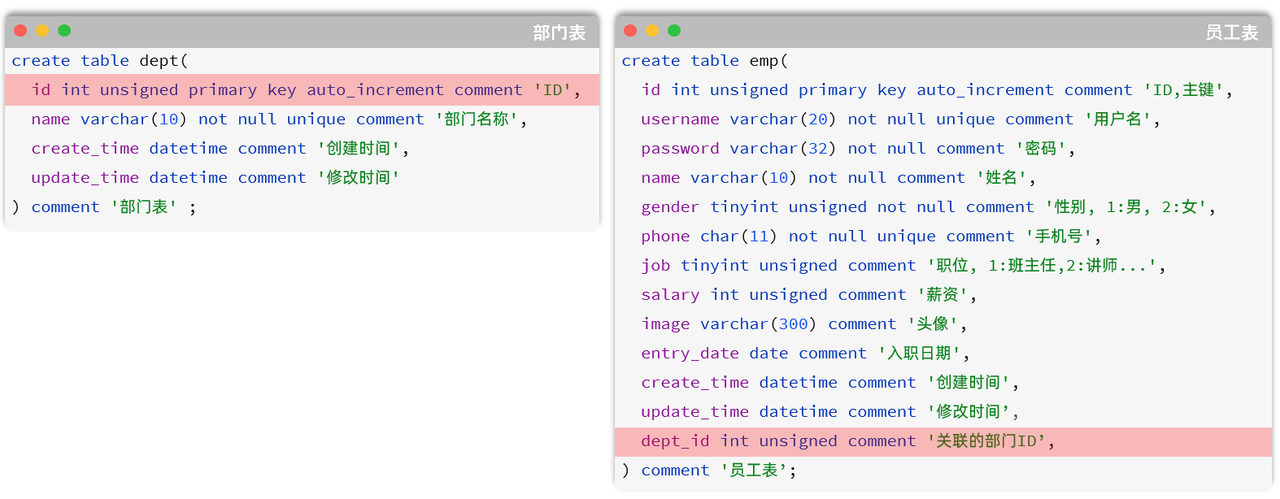 部门表
create table dept(
id int unsigned primary key auto_increment comment 'ID',
name varchar(10) not null unique comment '部门名称',
create_time datetime comment '创建时间',
update_time datetime comment '修改时间'
) comment '部门表' ;
员工表
create table emp(
id int unsigned primary key auto_increment comment 'ID,主键',
username varchar(20) not null unique comment '用户名',
password varchar(32) not null comment '密码',
name varchar(10) not null comment '姓名',
gender tinyint unsigned not null comment '性别, 1:男, 2:女',
phone char(11) not null unique comment '手机号',
job tinyint unsigned comment '职位, 1:班主任,2:讲师...',
salary int unsigned comment '薪资',
image varchar(300) comment '头像',
entry_date date comment '入职日期',
create_time datetime comment '创建时间',
update_time datetime comment '修改时间’,
dept_id int unsigned comment '关联的部门ID’,
) comment '员工表’;